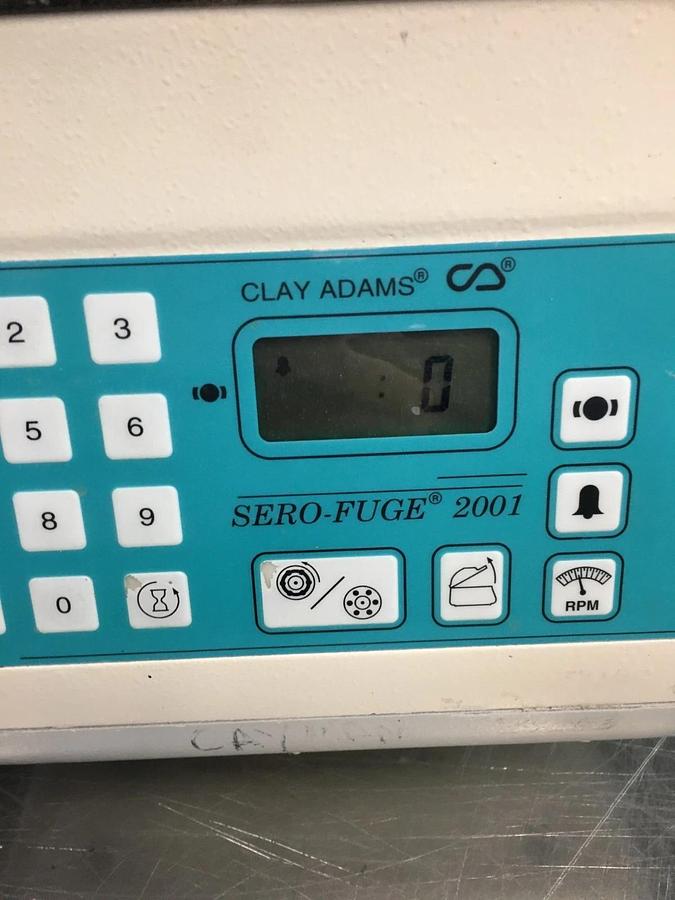 CLAY ADAMS® ®
2 3
: 0
5 6
SERO-FUGE® 2001
8 9
0
RPM